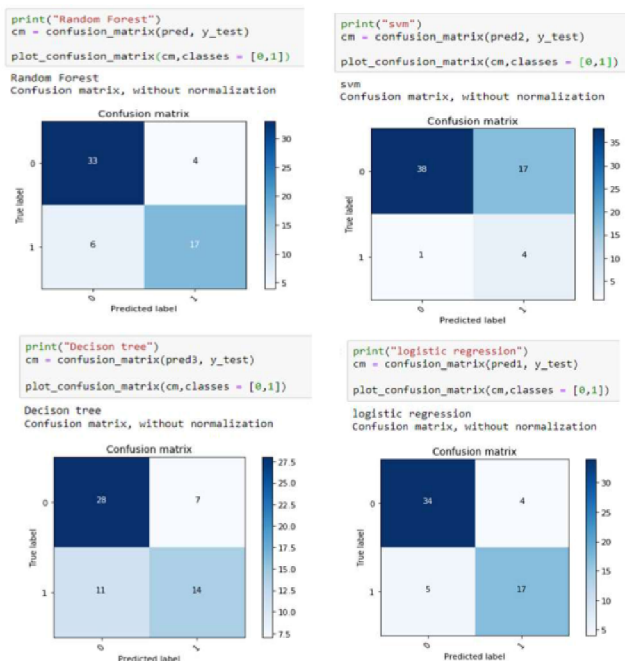 print("Random Forest")
cm = confusion_matrix(pred, y_test)
plot_confusion_matrix(cm,classes = [0,1])
Random Forest
Confusion matrix, without normalization
Confusion matrix
0
33
4
1
6
17
True label
0
1
Predicted label
30
25
20
15
10
5
print("svm")
cm = confusion_matrix(pred2, y_test)
plot_confusion_matrix(cm,classes = [0,1])
svm
Confusion matrix, without normalization
Confusion matrix
0
38
17
1
1
4
True label
0
1
Predicted label
35
30
25
20
15
10
5
print("Decison tree")
cm = confusion_matrix(pred3, y_test)
plot_confusion_matrix(cm,classes = [0,1])
Decison tree
Confusion matrix, without normalization
Confusion matrix
0
28
7
1
11
14
True label
0
1
Predicted label
27.5
25.0
22.5
20.0
17.5
15.0
12.5
10.0
7.5
print("logistic regression")
cm = confusion_matrix(pred1, y_test)
plot_confusion_matrix(cm,classes = [0,1])
logistic regression
Confusion matrix, without normalization
Confusion matrix
0
34
4
1
5
17
True label
0
1
Predicted label
30
25
20
15
10
5